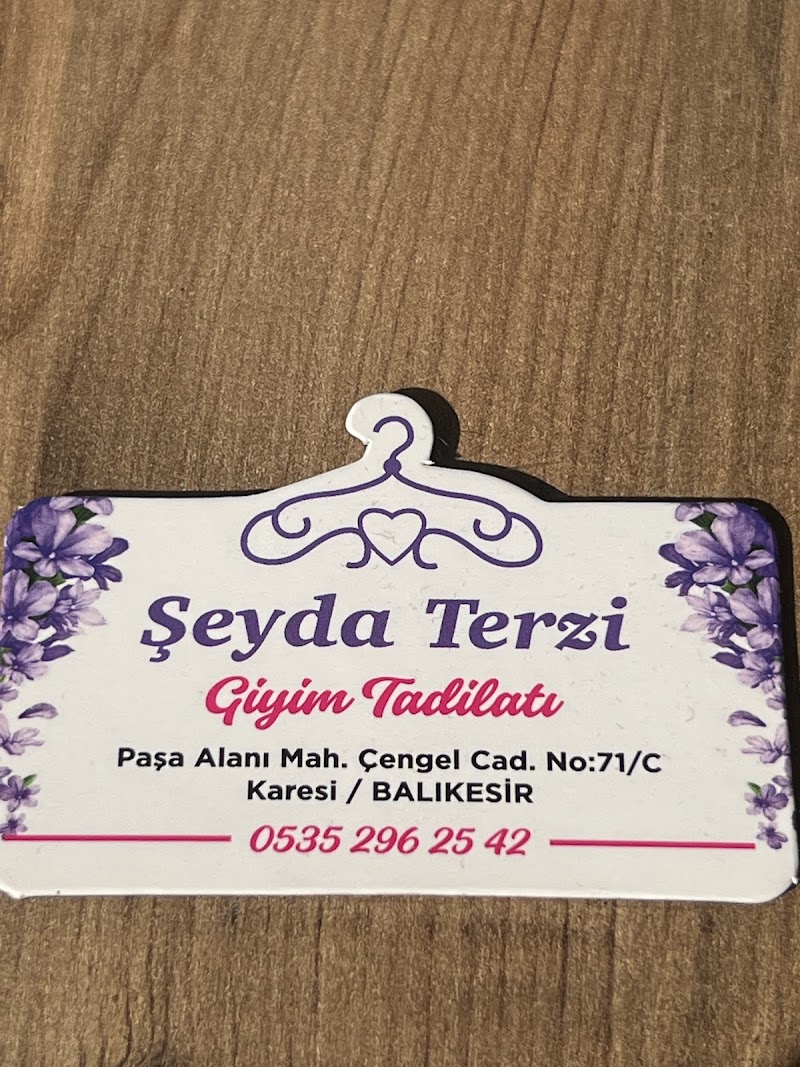 Şeyda Terzi
Giyim Tadilatı
Paşa Alanı Mah. Çengel Cad. No:71/C
Karesi / BALIKESİR
0535 296 25 42